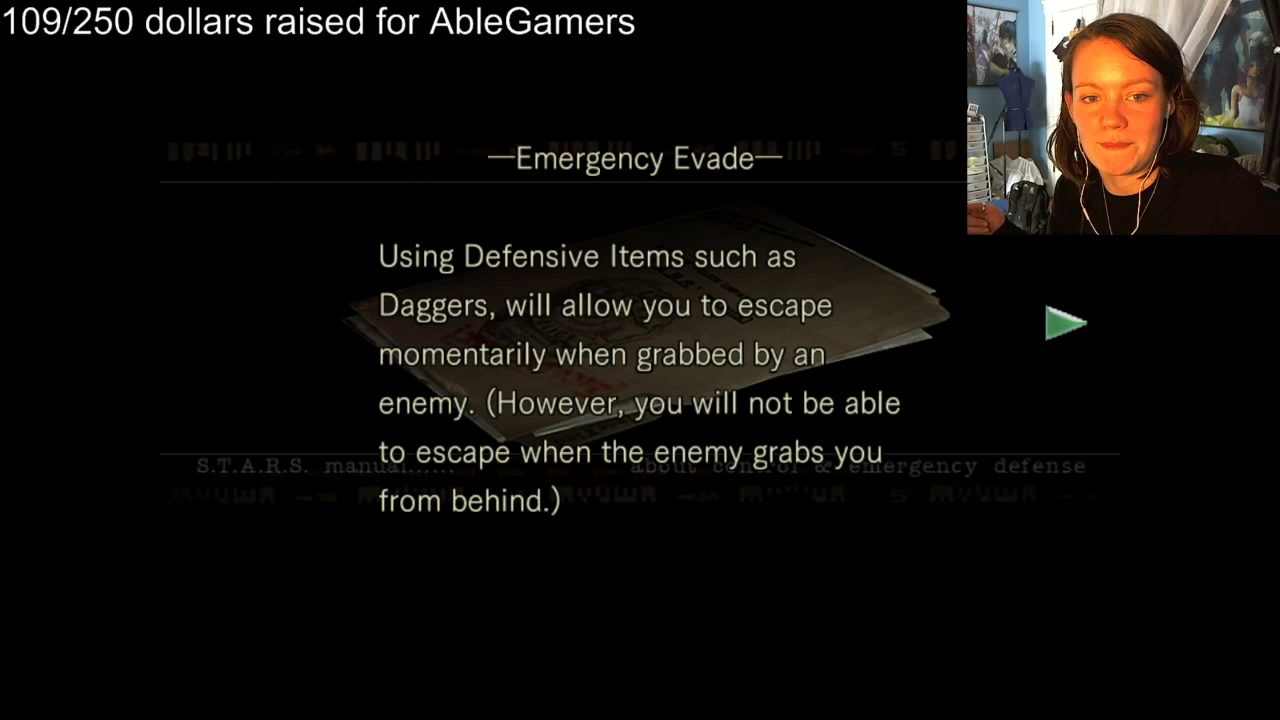 109/250 dollars raised for AbleGamers
—Emergency Evade—
Using Defensive Items such as
Daggers, will allow you to escape
momentarily when grabbed by an
enemy. (However, you will not be able
to escape when the enemy grabs you
from behind.)
S.T.A.R.S. manual...... about control & emergency defense